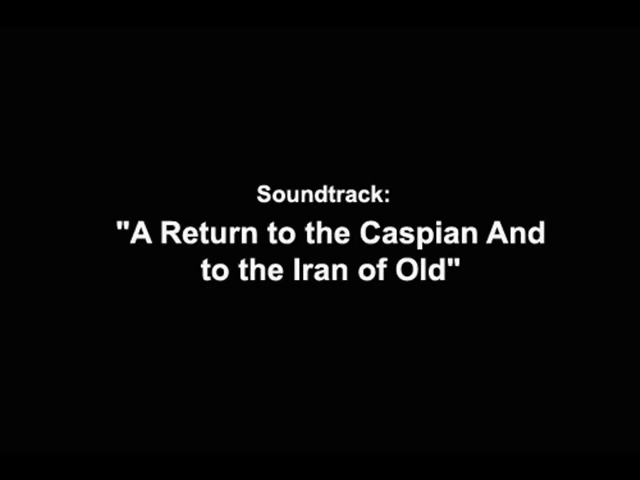 Soundtrack:
"A Return to the Caspian And
to the Iran of Old"